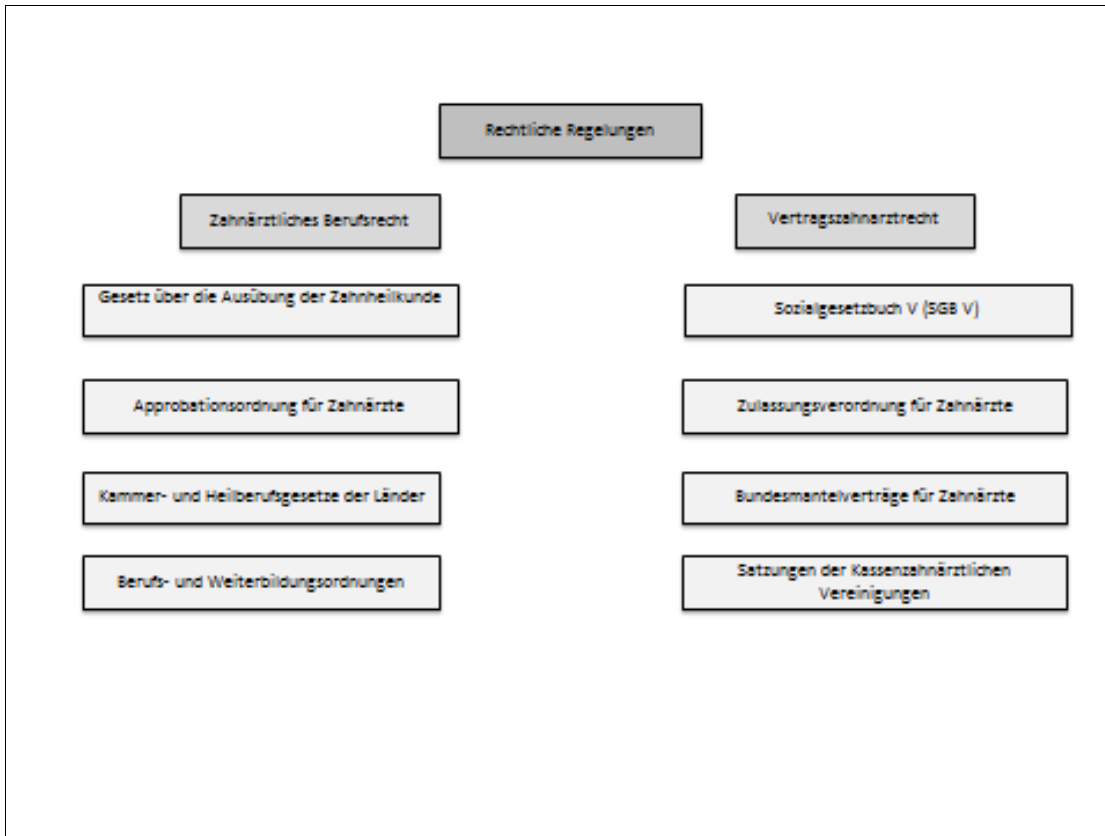 Rechtliche Regelungen
Zahnärztliches Berufsrecht
Gesetz über die Ausübung der Zahnheilkunde
Approbationsordnung für Zahnärzte
Kammer- und Heilberufsgesetze der Länder
Berufs- und Weiterbildungsordnungen
Vertragszahnarztrecht
Sozialgesetzbuch V (SGB V)
Zulassungsverordnung für Zahnärzte
Bundesmantelverträge für Zahnärzte
Satzungen der Kassenzahnärztlichen
Vereinigungen